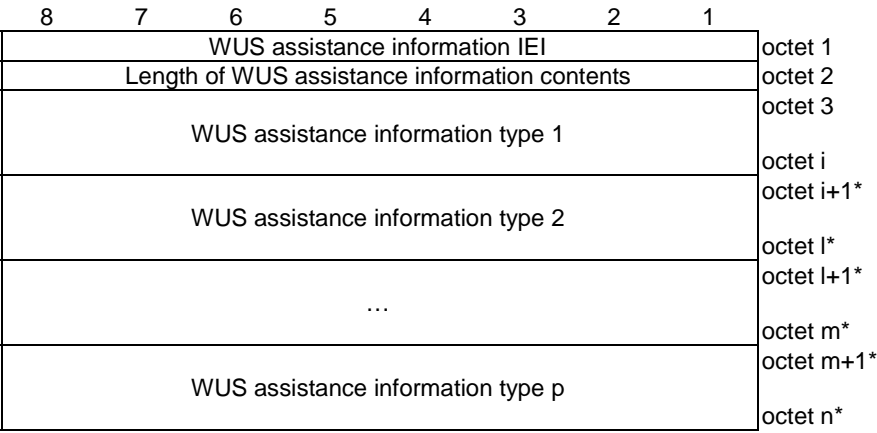 8 7 6 5 4 3 2 1
WUS assistance information IEI octet 1
Length of WUS assistance information contents octet 2
octet 3
WUS assistance information type 1
octet i
octet i+1*
WUS assistance information type 2
octet l*
octet l+1*
…
octet m*
octet m+1*
WUS assistance information type p
octet n*